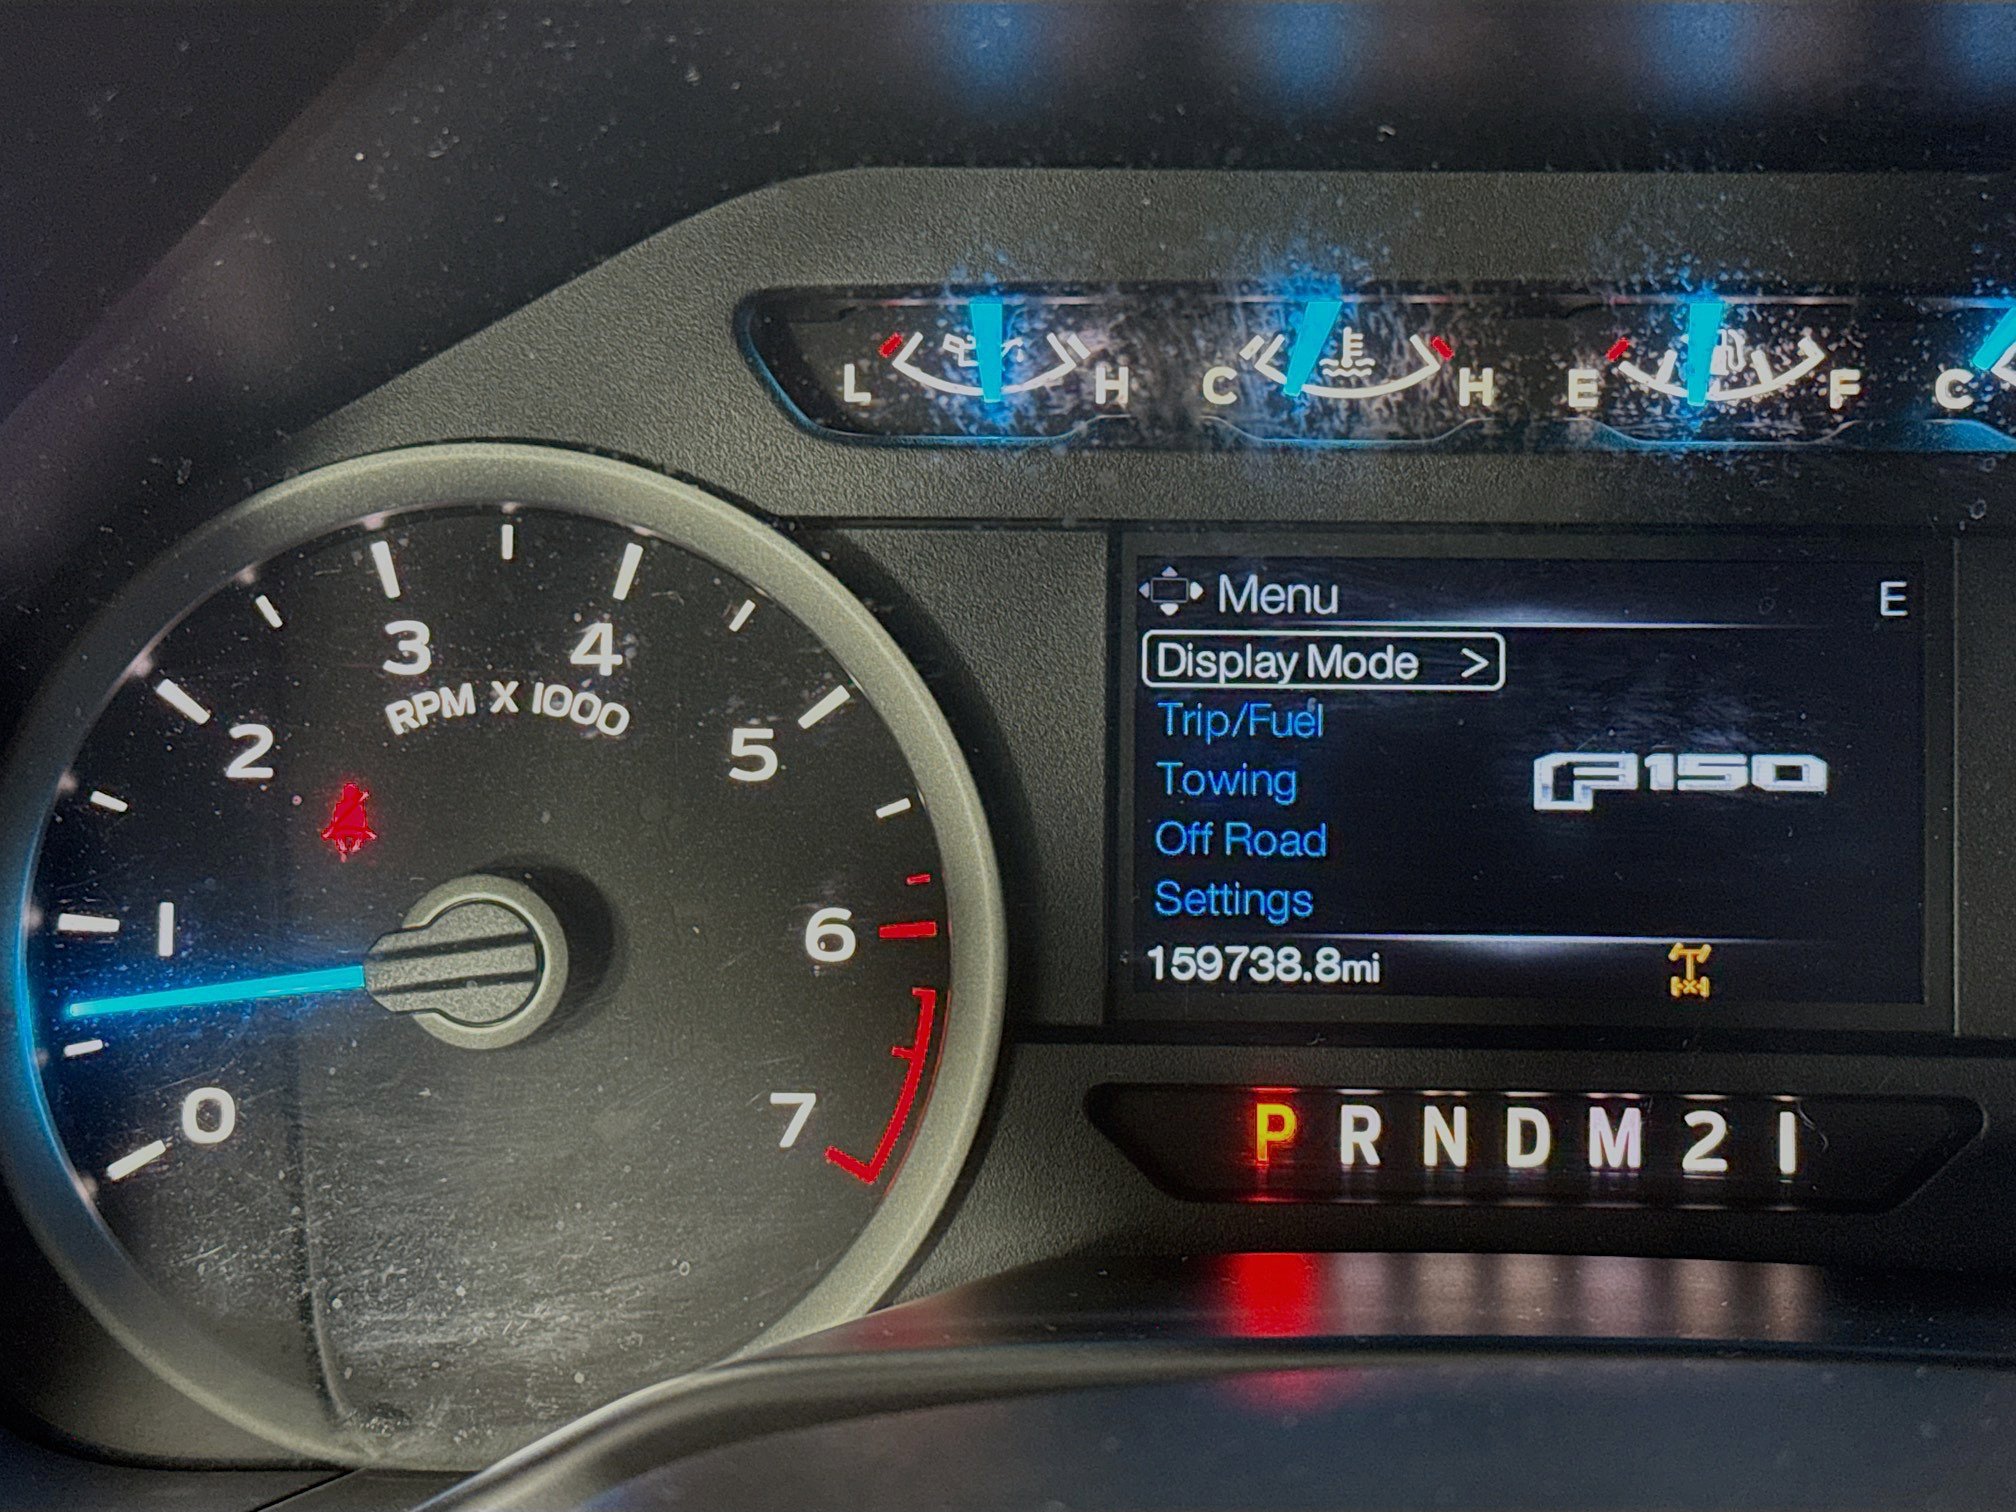 L H C H E F C
3 4
RPM X 1000
2 5
1 6
0 7
Menu E
Display Mode >
Trip/Fuel
Towing
Off Road
Settings
F150
159738.8mi
P R N D M 2 1